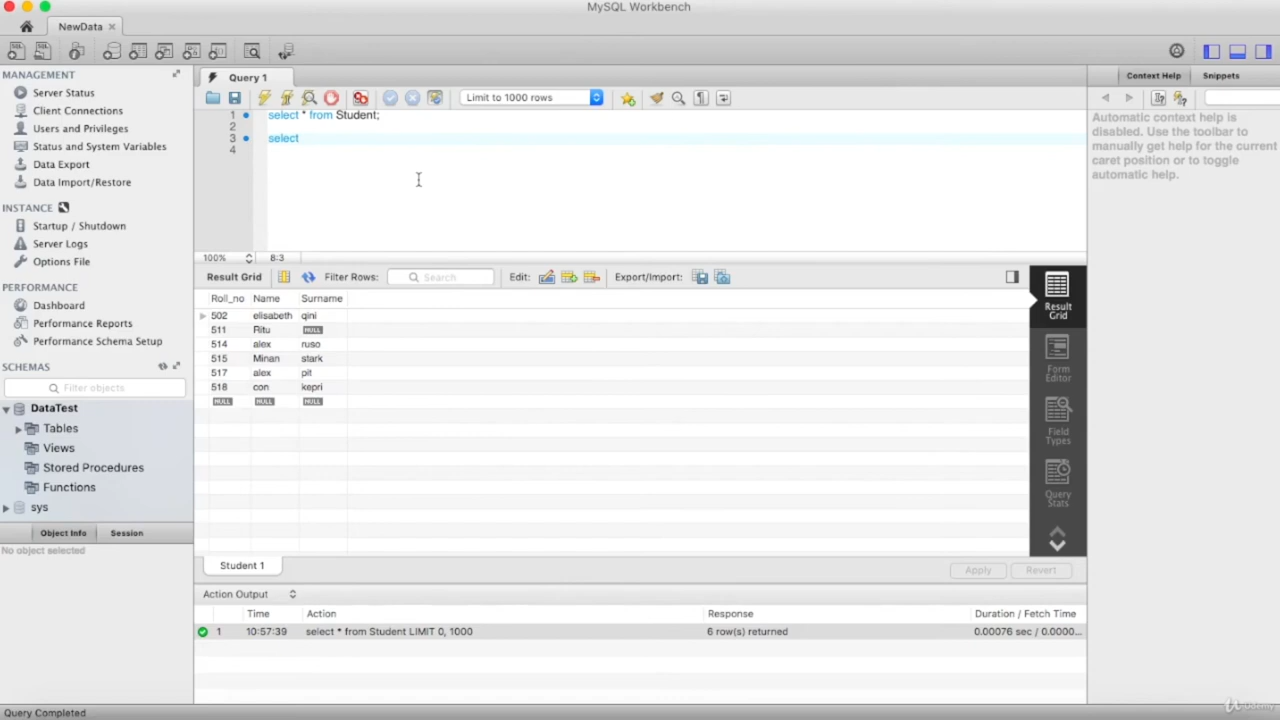 MySQL Workbench
NewData
MANAGEMENT
Server Status
Client Connections
Users and Privileges
Status and System Variables
Data Export
Data Import/Restore
INSTANCE
Startup / Shutdown
Server Logs
Options File
PERFORMANCE
Dashboard
Performance Reports
Performance Schema Setup
SCHEMAS
Filter objects
DataTest
Tables
Views
Stored Procedures
Functions
sys
Object Info Session
No object selected
Query 1
Limit to 1000 rows
1 select * from Student;
2
3 select
4
100% 8:3
Result Grid Filter Rows: Search Edit: Export/Import:
Roll_no Name Surname
502 elisabeth qini
511 Ritu NULL
514 alex ruso
515 Minan stark
517 alex pit
518 con kepri
NULL NULL NULL
Result Grid
Form Editor
Field Types
Query Stats
Student 1
Apply Revert
Action Output
Time Action Response Duration / Fetch Time
1 10:57:39 select * from Student LIMIT 0, 1000 6 row(s) returned 0.00076 sec / 0.0000...
Context Help Snippets
Automatic context help is
disabled. Use the toolbar to
manually get help for the current
caret position or to toggle
automatic help.
Query Completed
Udemy